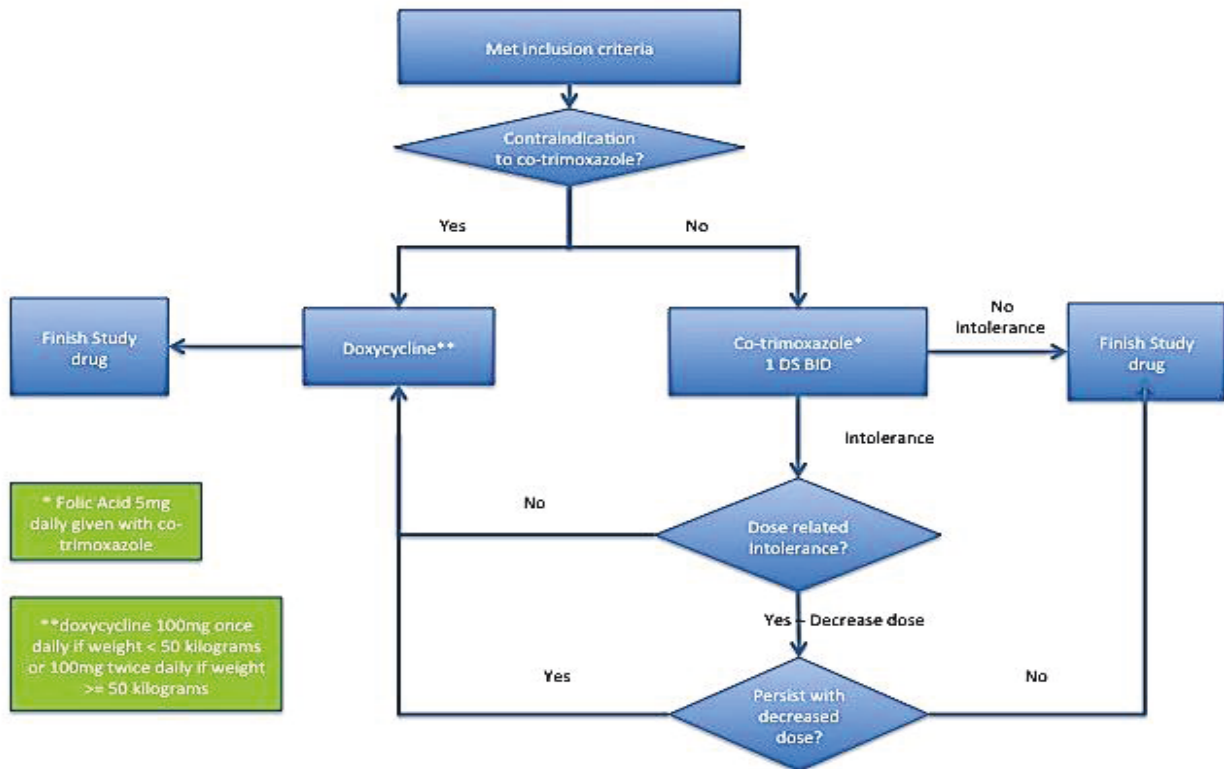 Met inclusion criteria
Contraindication
to co-trimoxazole?
Yes
No
Finish Study
drug
Doxycycline**
Co-trimoxazole*
1 DS BID
No
Intolerance
Finish Study
drug
Intolerance
* Folic Acid 5mg
daily given with co-
trimoxazole
No
Dose related
Intolerance?
Yes – Decrease dose
**doxycycline 100mg once
daily if weight < 50 kilograms
or 100mg twice daily if weight
>= 50 kilograms
Yes
Persist with
decreased
dose?
No